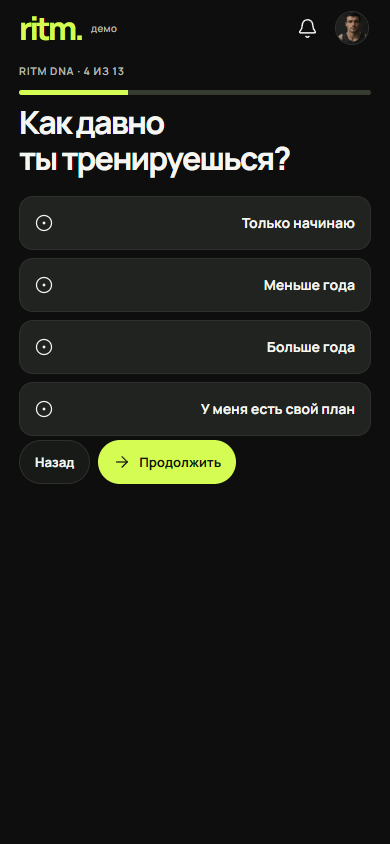 ritm. демо
RITM DNA · 4 ИЗ 13
Как давно
ты тренируешься?
Только начинаю
Меньше года
Больше года
У меня есть свой план
Назад
Продолжить